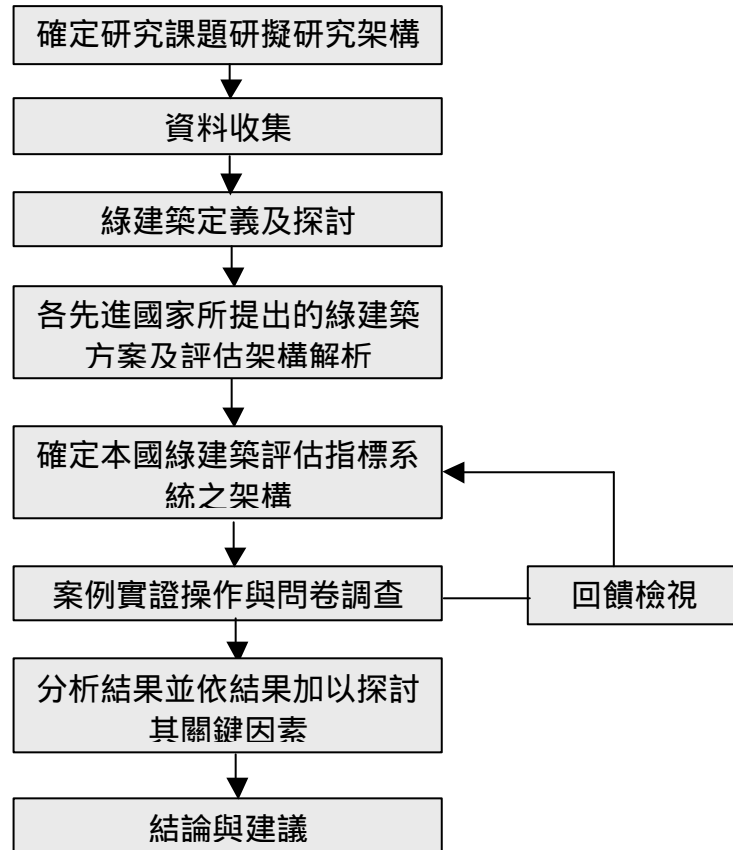 確定研究課題研擬研究架構
資料收集
綠建築定義及探討
各先進國家所提出的綠建築
方案及評估架構解析
確定本國綠建築評估指標系
統之架構
案例實證操作與問卷調查
回饋檢視
分析結果並依結果加以探討
其關鍵因素
結論與建議